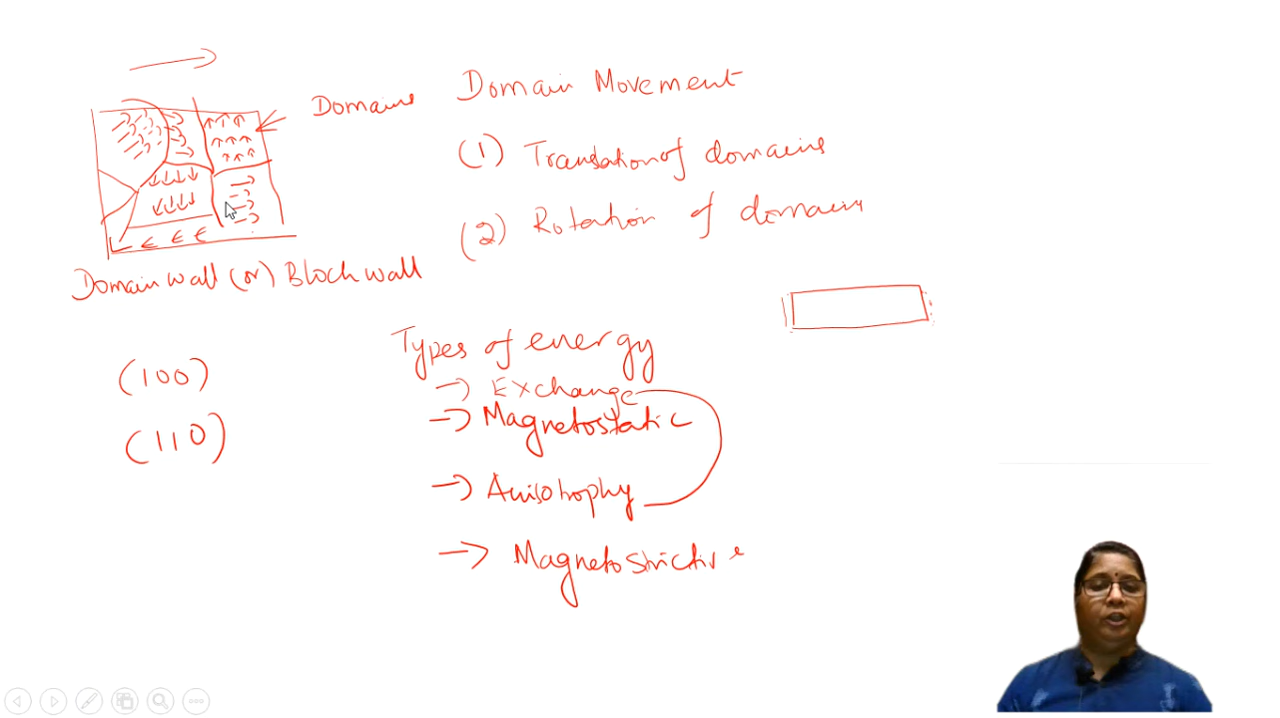 Domains
Domain Movement
(1) Translation of domains
(2) Rotation of domains
Domain wall (or) Bloch wall
(100)
(110)
Types of energy
→ Exchange
→ Magnetostatic
→ Anisotrophy
→ Magnetostrictive